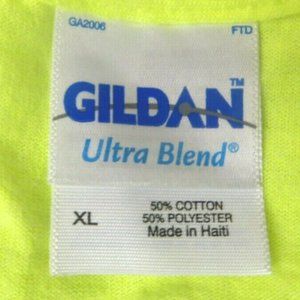 GA2006 FTD
GILDAN™
Ultra Blend®
XL
50% COTTON
50% POLYESTER
Made in Haiti